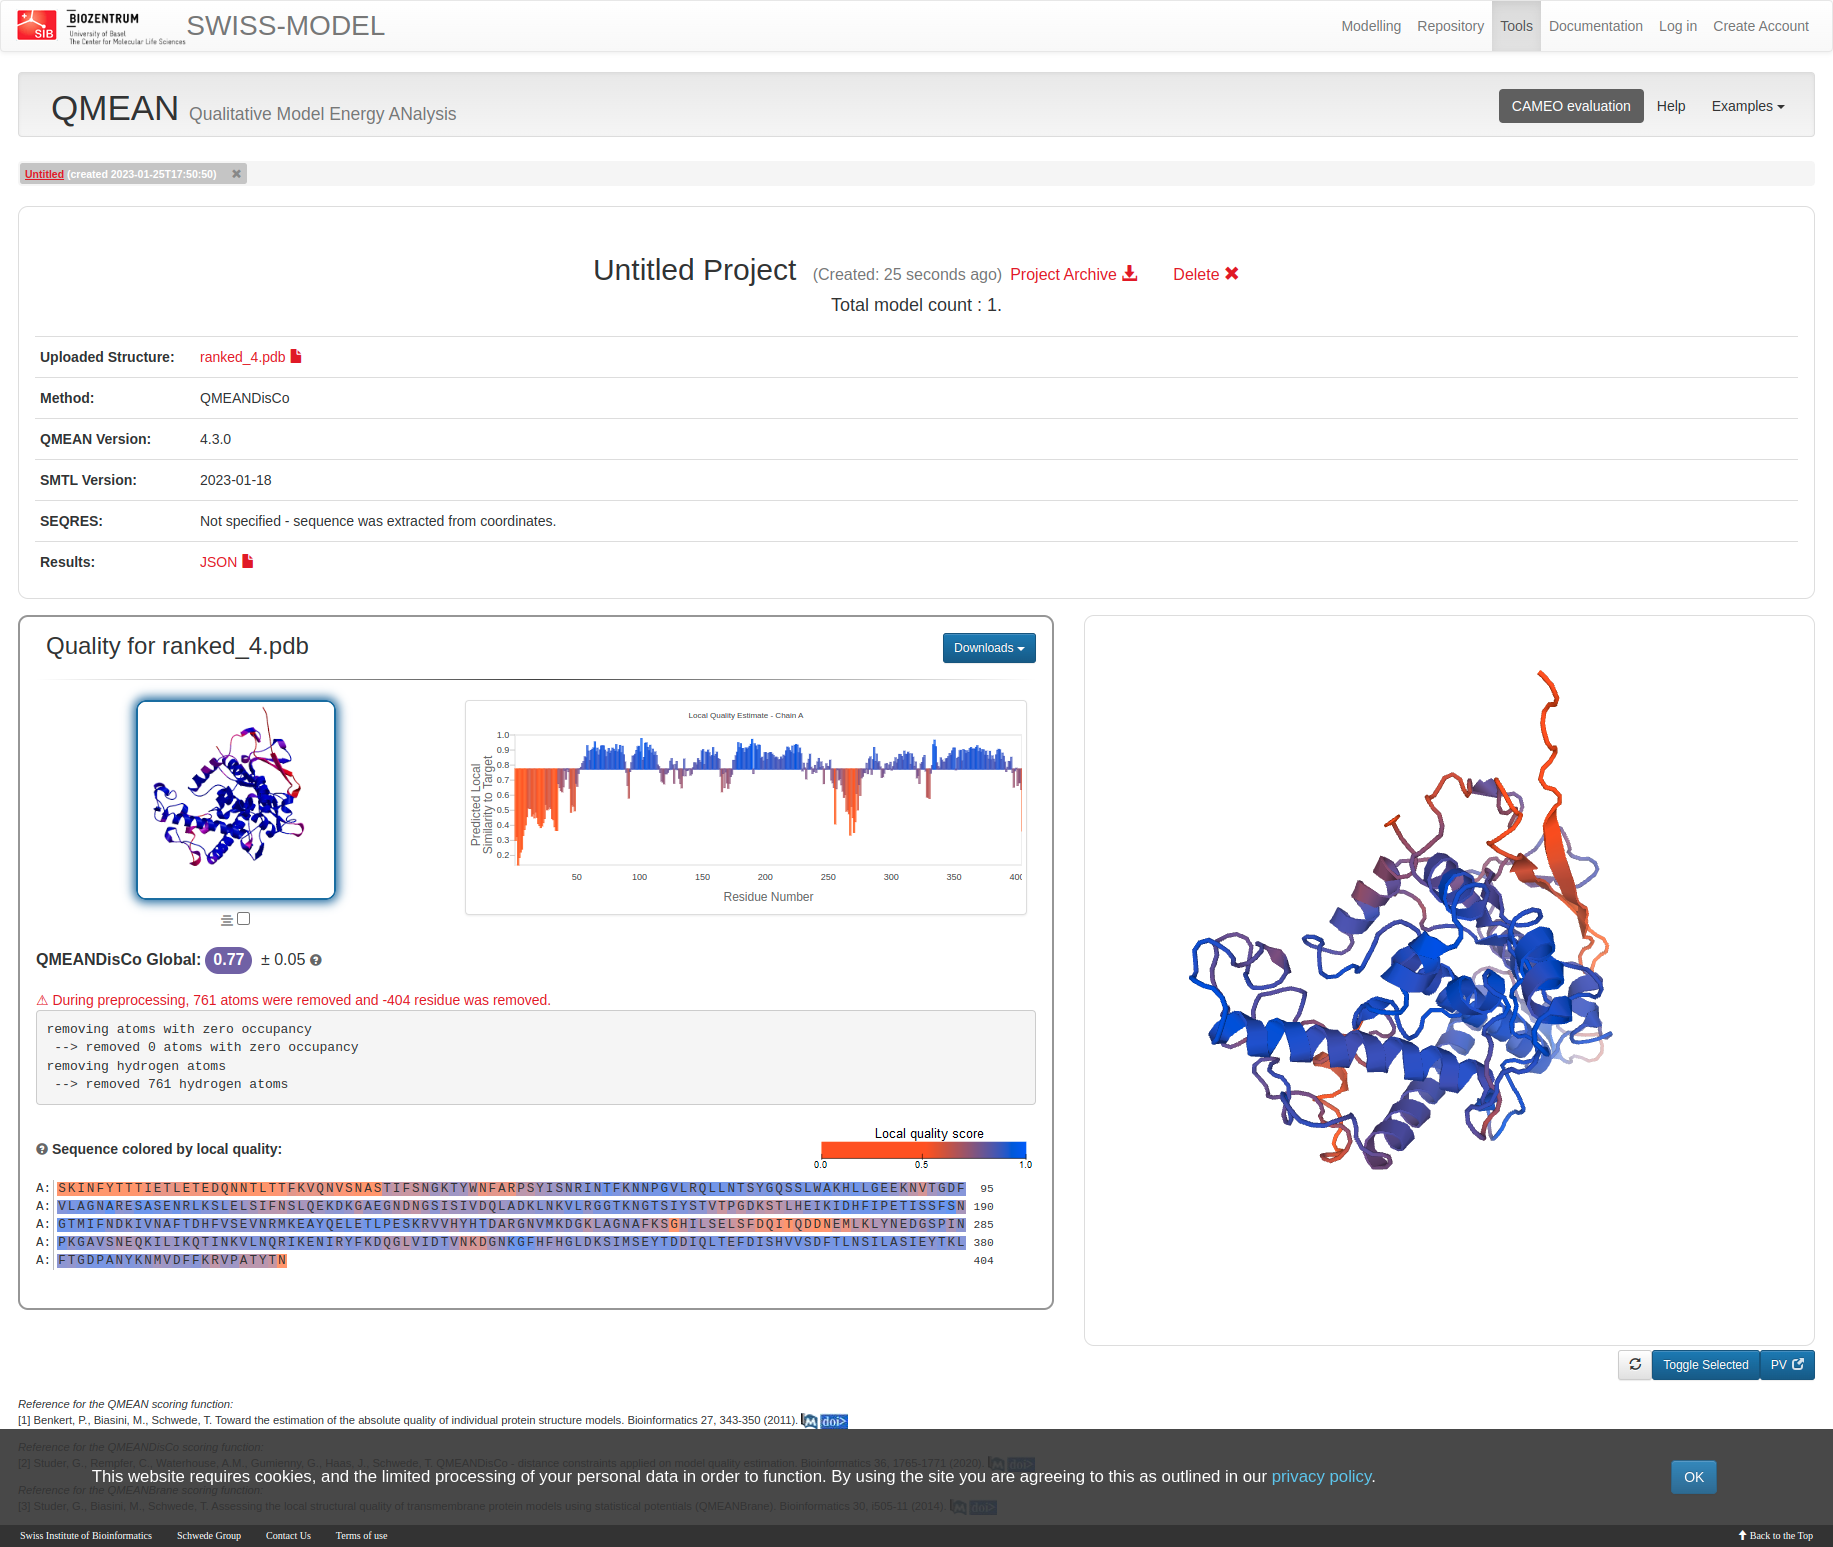 SIB
BIOZENTRUM
University of Basel
The Center for Molecular Life Sciences
SWISS-MODEL
Modelling Repository Tools Documentation Log in Create Account
QMEAN Qualitative Model Energy ANalysis
CAMEO evaluation Help Examples
Untitled (created 2023-01-25T17:50:50)
Untitled Project (Created: 25 seconds ago) Project Archive Delete
Total model count : 1.
Uploaded Structure: ranked_4.pdb
Method: QMEANDisCo
QMEAN Version: 4.3.0
SMTL Version: 2023-01-18
SEQRES: Not specified - sequence was extracted from coordinates.
Results: JSON
Quality for ranked_4.pdb
Downloads
Local Quality Estimate - Chain A
Predicted Local
Similarity to Target
1.0
0.9
0.8
0.7
0.6
0.5
0.4
0.3
0.2
50 100 150 200 250 300 350 400
Residue Number
QMEANDisCo Global: 0.77 ± 0.05
⚠ During preprocessing, 761 atoms were removed and -404 residue was removed.
removing atoms with zero occupancy
--> removed 0 atoms with zero occupancy
removing hydrogen atoms
--> removed 761 hydrogen atoms
Sequence colored by local quality:
Local quality score
0.0 0.5 1.0
A: SKINFYTTTIETLETEDQNNTLTTFKVQNVSNASTIFSNGKTYWNFARPSYISNRINTFKNNPGVLRQLLNTSYGQSSLWAKHLLGEEKNVTGDF 95
A: VLAGNARESASENRLKSLELSIFNSLQEKDKGAEGNDNGSISIVDQLADKLNKVLRGGTKNGTSIYSTVTPGDKSTLHEIKIDHFIPETISSFSN 190
A: GTMIFNDKIVNAFTDHFVSEVNRMKEAYQELETLPESKRVVHYHTDARGNVMKDGKLAGNAFKSGHILSELSFDQITQDDNEMLKLYNEDGSPIN 285
A: PKGAVSNEQKILIKQTINKVLNQRIKENIRYFKDQGLVIDTVNKDGNKGFHFHGLDKSIMSEYTDDIQLTEFDISHVVSDFTLNSILASIEYTKL 380
A: FTGDPANYKNMVDFFKRVPATYTN 404
Toggle Selected PV
Reference for the QMEAN scoring function:
[1] Benkert, P., Biasini, M., Schwede, T. Toward the estimation of the absolute quality of individual protein structure models. Bioinformatics 27, 343-350 (2011). M doi>
Reference for the QMEANDisCo scoring function:
[2] Studer, G., Rempfer, C., Waterhouse, A.M., Gumienny, G., Haas, J., Schwede, T. QMEANDisCo - distance constraints applied on model quality estimation. Bioinformatics 36, 1765-1771 (2020). M doi>
This website requires cookies, and the limited processing of your personal data in order to function. By using the site you are agreeing to this as outlined in our privacy policy.
OK
Reference for the QMEANBrane scoring function:
[3] Studer, G., Biasini, M., Schwede, T. Assessing the local structural quality of transmembrane protein models using statistical potentials (QMEANBrane). Bioinformatics 30, i505-11 (2014). M doi>
Swiss Institute of Bioinformatics Schwede Group Contact Us Terms of use Back to the Top